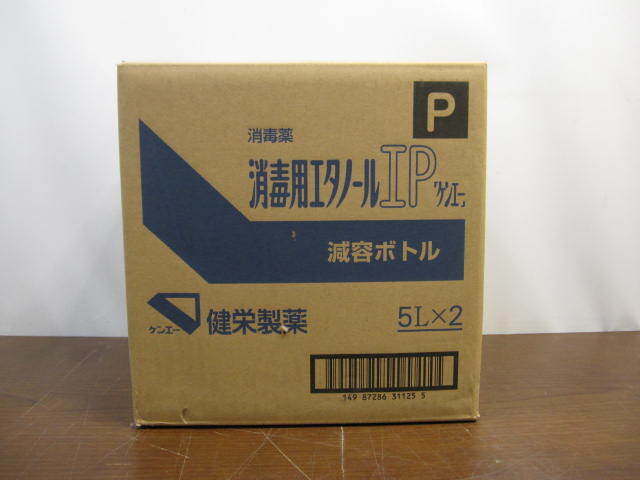 P
消毒薬
消毒用エタノールIP「ケンエー」
減容ボトル
ケンエー 健栄製薬
5L×2
149 87286 31125 5